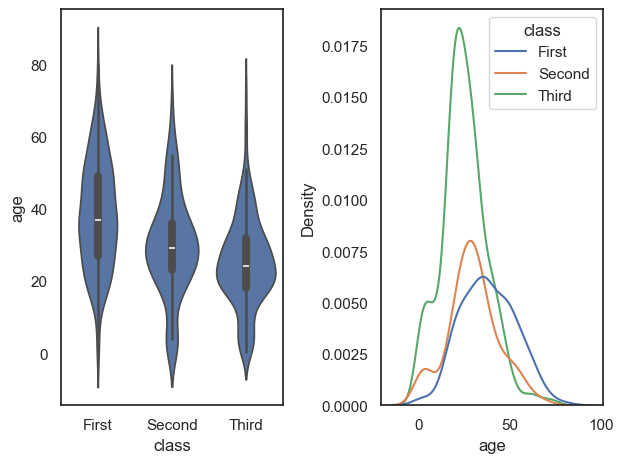 80
60
40
20
0
age
First Second Third
class
0.0175
0.0150
0.0125
0.0100
0.0075
0.0050
0.0025
0.0000
Density
class
First
Second
Third
0 50 100
age